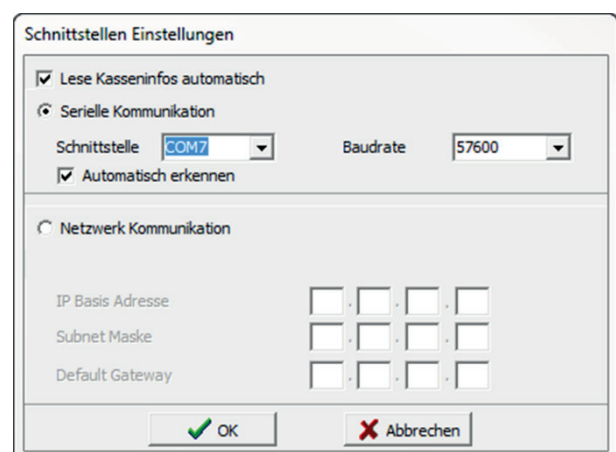 Schnittstellen Einstellungen
Lese Kasseninfos automatisch
Serielle Kommunikation
Schnittstelle COM7 Baudrate 57600
Automatisch erkennen
Netzwerk Kommunikation
IP Basis Adresse . . .
Subnet Maske . . .
Default Gateway . . .
OK Abbrechen